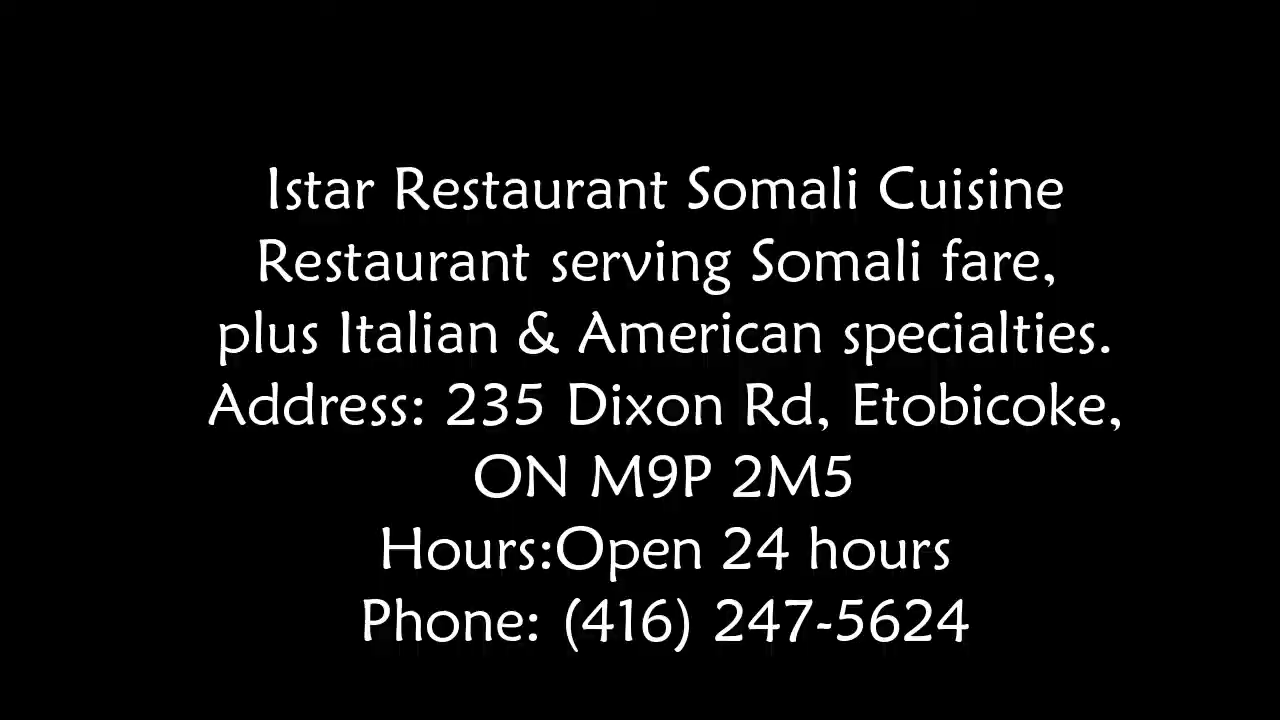 Istar Restaurant Somali Cuisine
Restaurant serving Somali fare,
plus Italian & American specialties.
Address: 235 Dixon Rd, Etobicoke,
ON M9P 2M5
Hours:Open 24 hours
Phone: (416) 247-5624